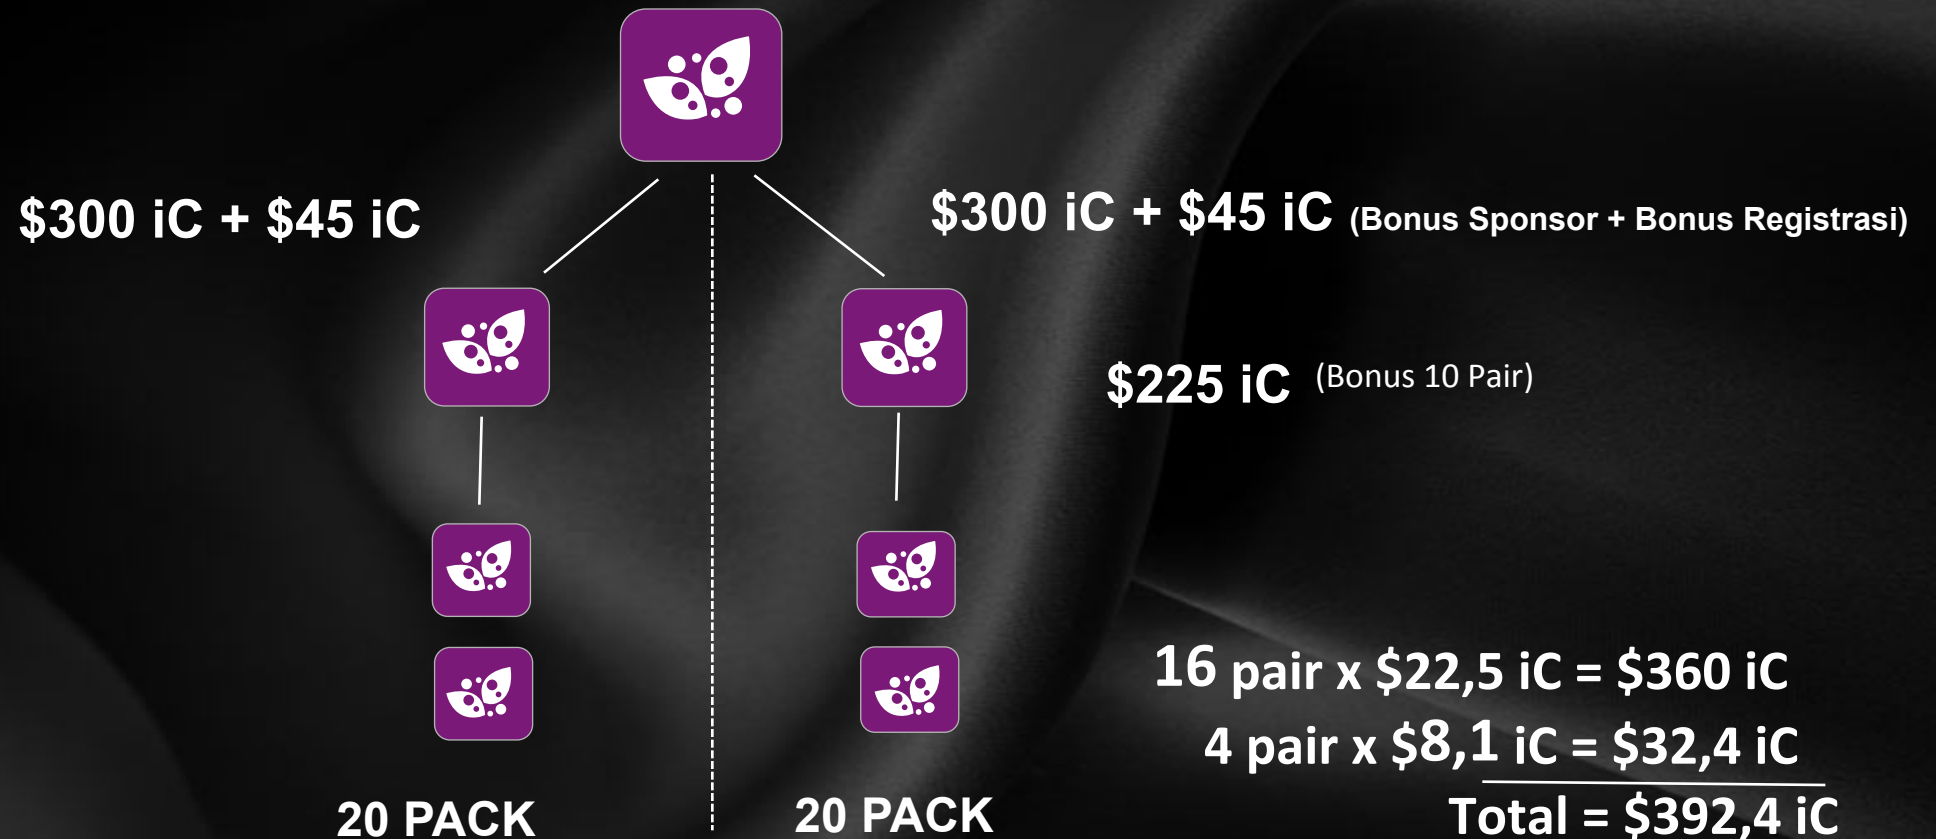 $300 iC + $45 iC
$300 iC + $45 iC (Bonus Sponsor + Bonus Registrasi)
$225 iC (Bonus 10 Pair)
16 pair x $22,5 iC = $360 iC
4 pair x $8,1 iC = $32,4 iC
Total = $392,4 iC
20 PACK
20 PACK